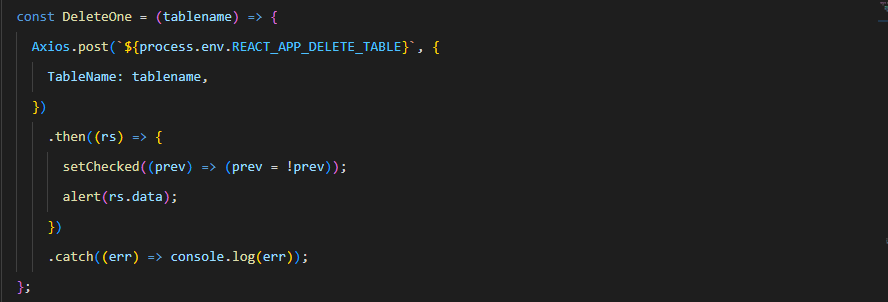 const DeleteOne = (tablename) => {
Axios.post(`${process.env.REACT_APP_DELETE_TABLE}`, {
TableName: tablename,
})
.then((rs) => {
setChecked((prev) => (prev = !prev));
alert(rs.data);
})
.catch((err) => console.log(err));
};